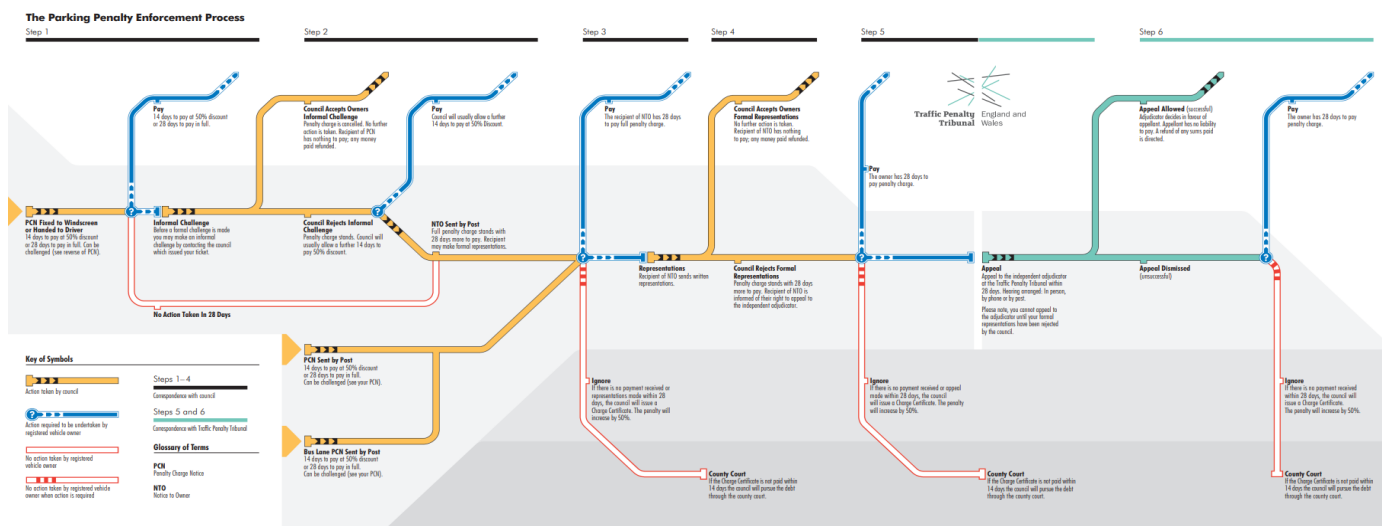 The Parking Penalty Enforcement Process
Step 1
Step 2
Step 3
Step 4
Step 5
Step 6
Pay
14 days to pay at 50% discount
or 28 days to pay in full.
Council Accepts Owners
Informal Challenge
Penalty charge is cancelled. No further
action is taken. Recipient of PCN
has nothing to pay; any money
paid refunded.
Pay
Council will usually allow a further
14 days to pay at 50% Discount.
Pay
The recipient of NTO has 28 days
to pay full penalty charge.
Council Accepts Owners
Formal Representations
No further action is taken.
Recipient of NTO has nothing
to pay; any money paid refunded.
Traffic Penalty
Tribunal
England and
Wales
Appeal Allowed (successful)
Adjudicator decides in favour of
appellant. Appellant has no liability
to pay. A refund of any sums paid
is directed.
Pay
The owner has 28 days to pay
penalty charge.
Pay
The owner has 28 days to
pay penalty charge.
PCN Fixed to Windscreen
or Handed to Driver
14 days to pay at 50% discount
or 28 days to pay in full. Can be
challenged (see reverse of PCN).
?
Informal Challenge
Before a formal challenge is made
you may make an informal
challenge by contacting the council
which issued your ticket.
Council Rejects Informal
Challenge
Penalty charge stands. Council will
usually allow a further 14 days to
pay 50% discount.
?
NTO Sent by Post
Full penalty charge stands with
28 days more to pay. Recipient
may make formal representations.
?
Representations
Recipient of NTO sends written
representations.
Council Rejects Formal
Representations
Penalty charge stands with 28 days
more to pay. Recipient of NTO is
informed of their right to appeal to
the independent adjudicator.
?
Appeal
Appeal to the independent adjudicator
at the Traffic Penalty Tribunal within
28 days. Hearing arranged: In person,
by phone or by post.
Please note, you cannot appeal to
the adjudicator until your formal
representations have been rejected
by the council.
Appeal Dismissed
(unsuccessful)
?
No Action Taken In 28 Days
PCN Sent by Post
14 days to pay at 50% discount
or 28 days to pay in full.
Can be challenged (see your PCN).
Bus Lane PCN Sent by Post
14 days to pay at 50% discount
or 28 days to pay in full.
Can be challenged (see your PCN).
Ignore
If there is no payment received or
representations made within 28
days, the council will issue a
Charge Certificate. The penalty will
increase by 50%.
Ignore
If there is no payment received or appeal
made within 28 days, the council
will issue a Charge Certificate. The penalty
will increase by 50%.
Ignore
If there is no payment received
within 28 days, the council will
issue a Charge Certificate.
The penalty will increase by 50%.
County Court
If the Charge Certificate is not paid within
14 days the council will pursue the debt
through the county court.
County Court
If the Charge Certificate is not paid within
14 days the council will pursue the debt
through the county court.
County Court
If the Charge Certificate is not paid within
14 days the council will pursue the debt
through the county court.
Key of Symbols
Action taken by council
?
Action required to be undertaken by
registered vehicle owner
No action taken by registered
vehicle owner
No action taken by registered vehicle
owner when action is required
Steps 1–4
Correspondence with council
Steps 5 and 6
Correspondence with Traffic Penalty Tribunal
Glossary of Terms
PCN
Penalty Charge Notice
NTO
Notice to Owner